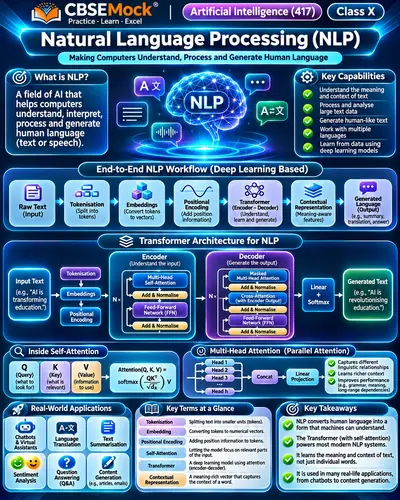 CBSEMock®
Practice - Learn - Excel
Artificial Intelligence (417)
Class X
Natural Language Processing (NLP)
Making Computers Understand, Process and Generate Human Language
What is NLP?
A field of AI that
helps computers
understand, interpret,
process and generate
human language
(text or speech).
NLP
Key Capabilities
Understand the meaning
and context of text
Process and analyse
large text data
Generate human-like text
Work with multiple
languages
Learn from data using
deep learning models
End-to-End NLP Workflow (Deep Learning Based)
Raw Text
(Input)
Tokenisation
(Split into
tokens)
Embeddings
(Convert tokens
to vectors)
Positional
Encoding
(Add position
information)
Transformer
(Encoder - Decoder)
(Understand,
learn and generate)
Contextual
Representation
(Meaning-aware
features)
Generated
Language
(Output)
(e.g., summary,
translation, answer)
Transformer Architecture for NLP
Input Text
(e.g., "AI is
transforming
education.")
Tokenisation
Embeddings
Positional
Encoding
Encoder
(Understand the input)
N×
Multi-Head
Self-Attention
Add & Normalise
Feed-Forward
Network (FFN)
Add & Normalise
Decoder
(Generate the output)
N×
Masked
Multi-Head Attention
Add & Normalise
Cross-Attention
(with Encoder Output)
Add & Normalise
Feed-Forward
Network (FFN)
Add & Normalise
Linear
+
Softmax
Generated Text
(e.g., "AI is
revolutionising
education.")
Inside Self-Attention
Q
(Query)
(what to look for)
K
(Key)
(what is relevant)
V
(Value)
(information to use)
Attention(Q, K, V) =
softmax (QKᵀ / √dₖ) V
Multi-Head Attention (Parallel Attention)
Head 1
Head 2
Head 3
...
Head h
Concat
Linear
Projection
Captures different
linguistic relationships
Learns richer context
Improves performance
(e.g., grammar, meaning,
long-range dependencies)
Real-World Applications
Chatbots
& Virtual
Assistants
Language
Translation
Text
Summarisation
Sentiment
Analysis
Question
Answering
(Q&A)
Content
Generation
(e.g., articles, emails)
Key Terms at a Glance
Tokenisation
Splitting text into smaller units (tokens).
Embedding
Converting tokens to numerical vectors.
Positional Encoding
Adding position information to tokens.
Self-Attention
Letting the model focus on relevant parts
of the input.
Transformer
A deep learning model using
attention (encoder-decoder).
Contextual
Representation
A meaning-rich vector that
captures the context of a word.
Key Takeaways
NLP converts human language into
a form that machines can understand.
The Transformer (with self-attention)
powers most modern NLP systems.
It learns the meaning and context of text,
not just individual words.
It is used in many real-life applications,
from chatbots to content generation.